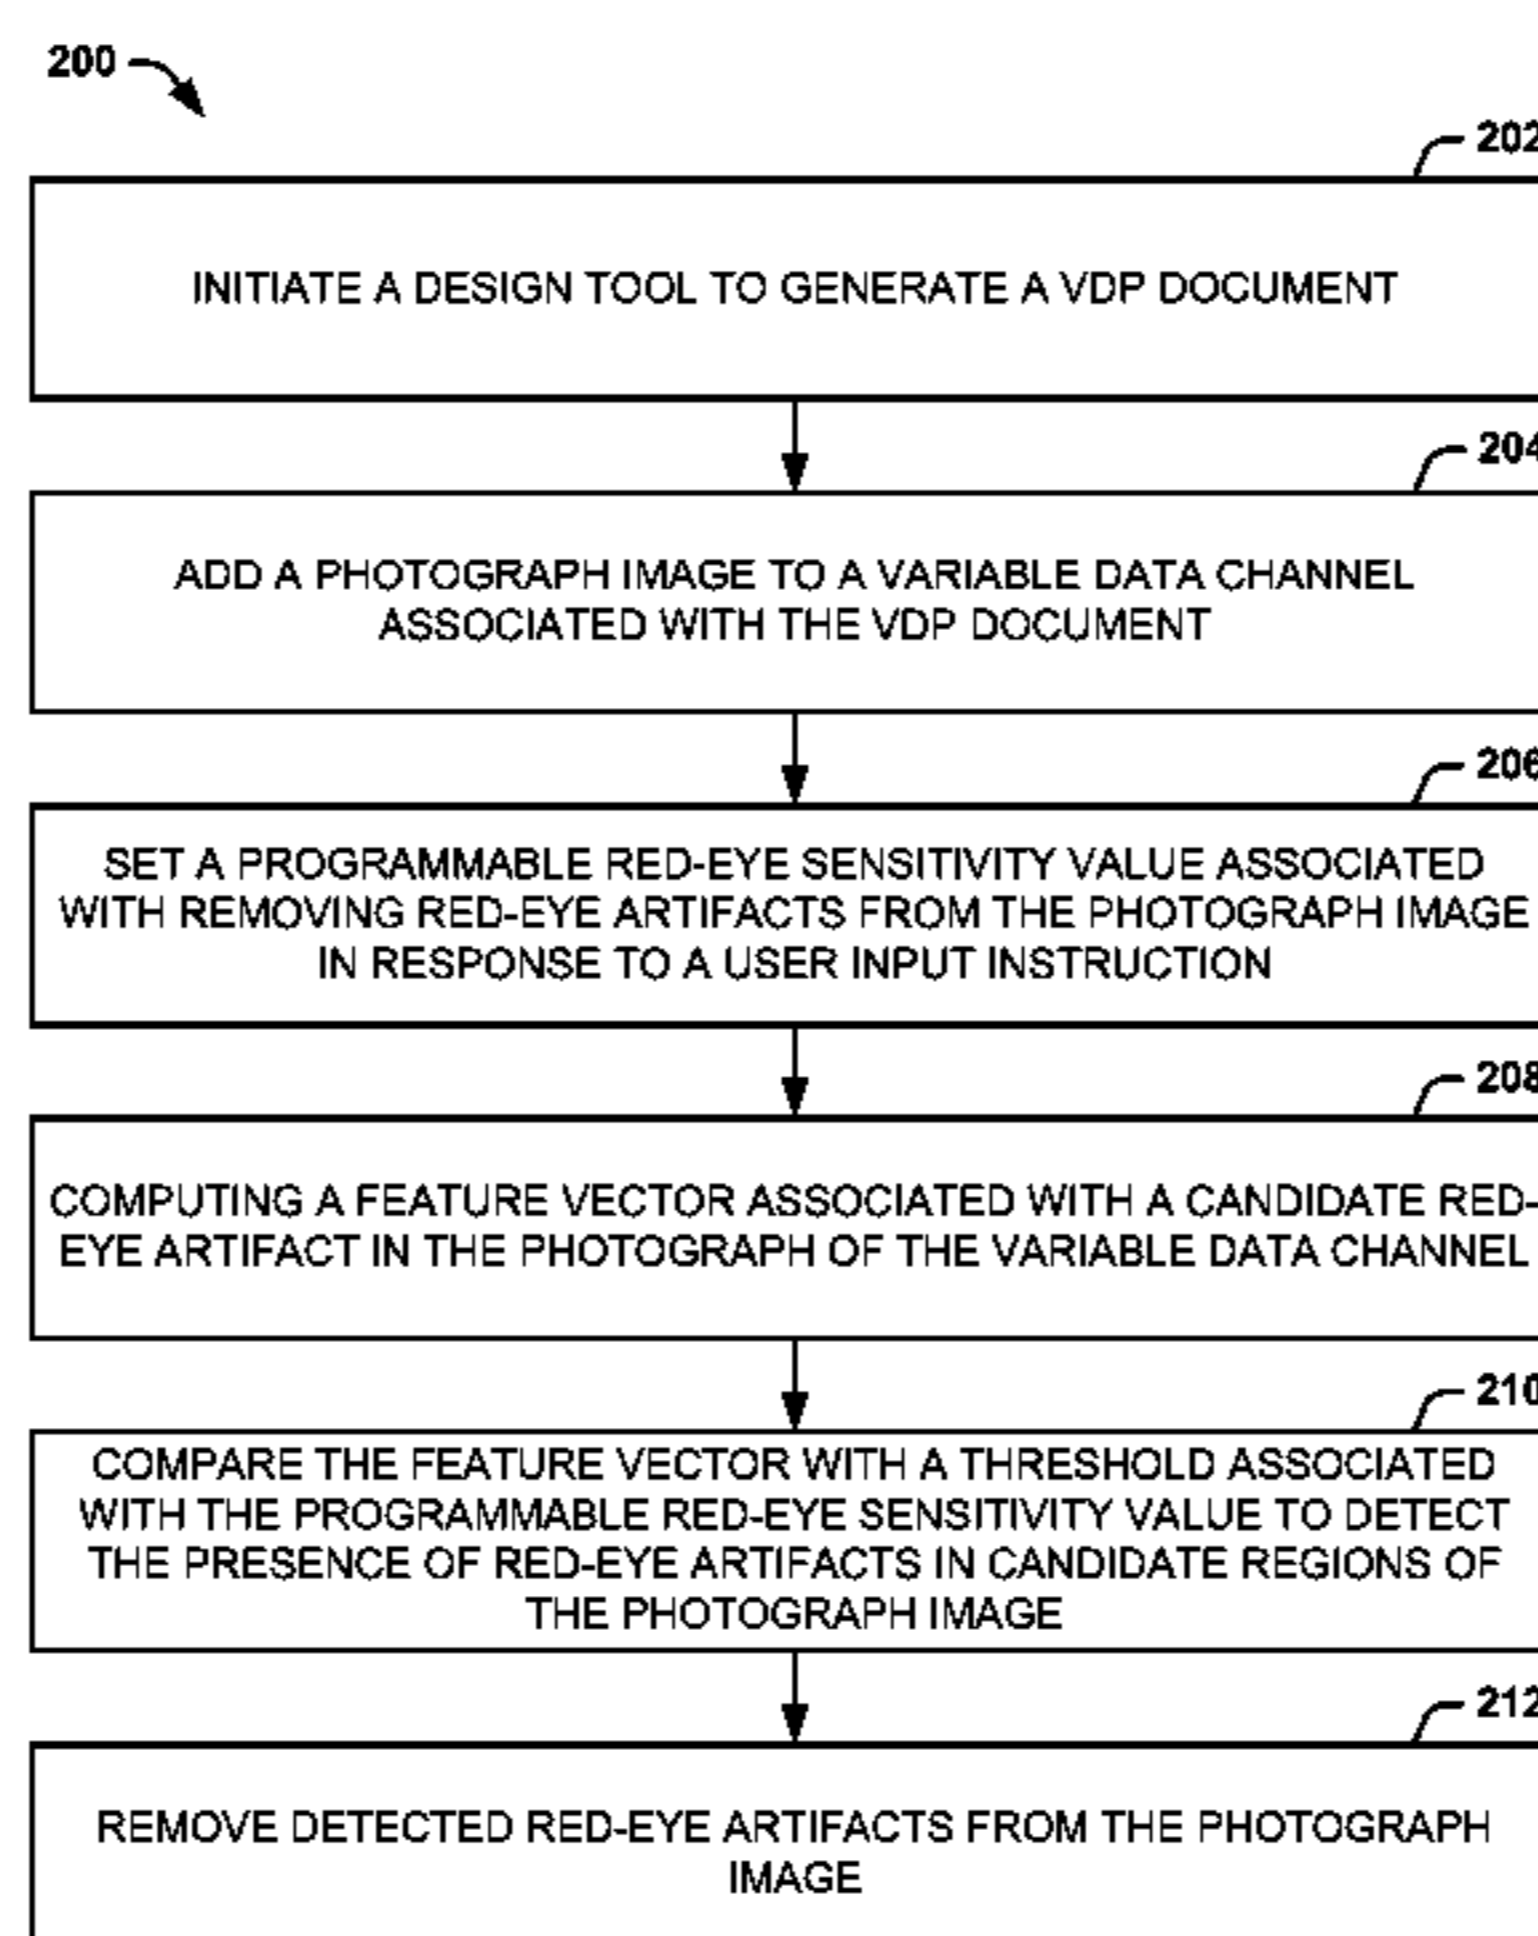 200
202
INITIATE A DESIGN TOOL TO GENERATE A VDP DOCUMENT
204
ADD A PHOTOGRAPH IMAGE TO A VARIABLE DATA CHANNEL
ASSOCIATED WITH THE VDP DOCUMENT
206
SET A PROGRAMMABLE RED-EYE SENSITIVITY VALUE ASSOCIATED
WITH REMOVING RED-EYE ARTIFACTS FROM THE PHOTOGRAPH IMAGE
IN RESPONSE TO A USER INPUT INSTRUCTION
208
COMPUTING A FEATURE VECTOR ASSOCIATED WITH A CANDIDATE RED-
EYE ARTIFACT IN THE PHOTOGRAPH OF THE VARIABLE DATA CHANNEL
210
COMPARE THE FEATURE VECTOR WITH A THRESHOLD ASSOCIATED
WITH THE PROGRAMMABLE RED-EYE SENSITIVITY VALUE TO DETECT
THE PRESENCE OF RED-EYE ARTIFACTS IN CANDIDATE REGIONS OF
THE PHOTOGRAPH IMAGE
212
REMOVE DETECTED RED-EYE ARTIFACTS FROM THE PHOTOGRAPH
IMAGE